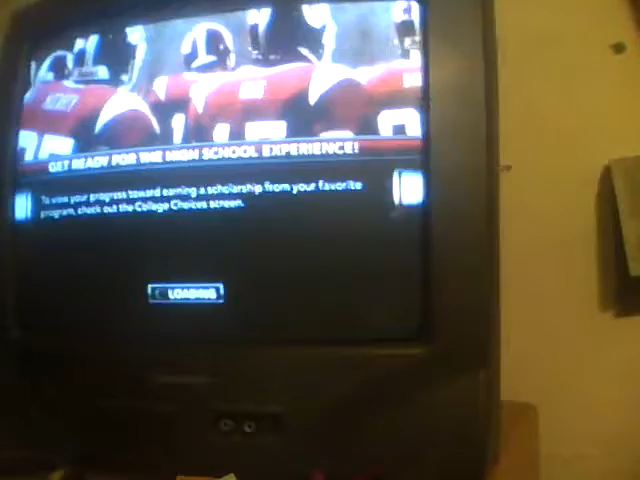 GET READY FOR THE HIGH SCHOOL EXPERIENCE!
To view your progress toward earning a scholarship from your favorite
program, check out the College Choices screen.
LOADING